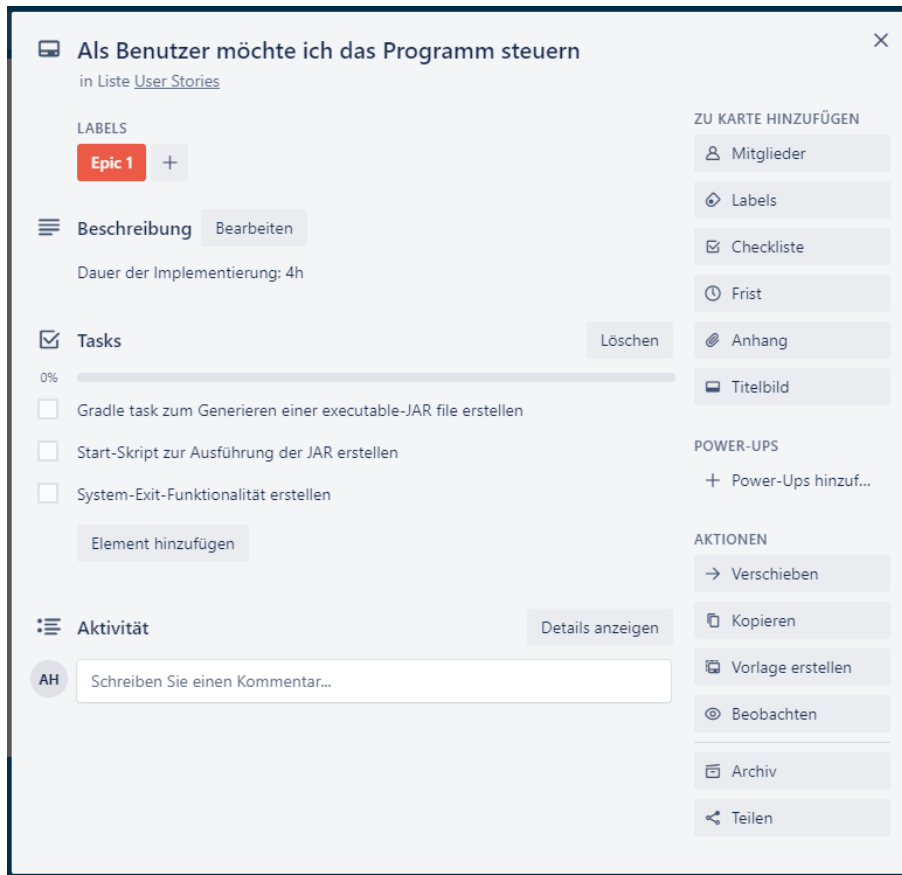 Als Benutzer möchte ich das Programm steuern
in Liste User Stories
LABELS
Epic 1
Beschreibung
Bearbeiten
Dauer der Implementierung: 4h
Tasks
Löschen
0%
Gradle task zum Generieren einer executable-JAR file erstellen
Start-Skript zur Ausführung der JAR erstellen
System-Exit-Funktionalität erstellen
Element hinzufügen
Aktivität
Details anzeigen
AH
Schreiben Sie einen Kommentar...
ZU KARTE HINZUFÜGEN
Mitglieder
Labels
Checkliste
Frist
Anhang
Titelbild
POWER-UPS
+ Power-Ups hinzuf...
AKTIONEN
Verschieben
Kopieren
Vorlage erstellen
Beobachten
Archiv
Teilen